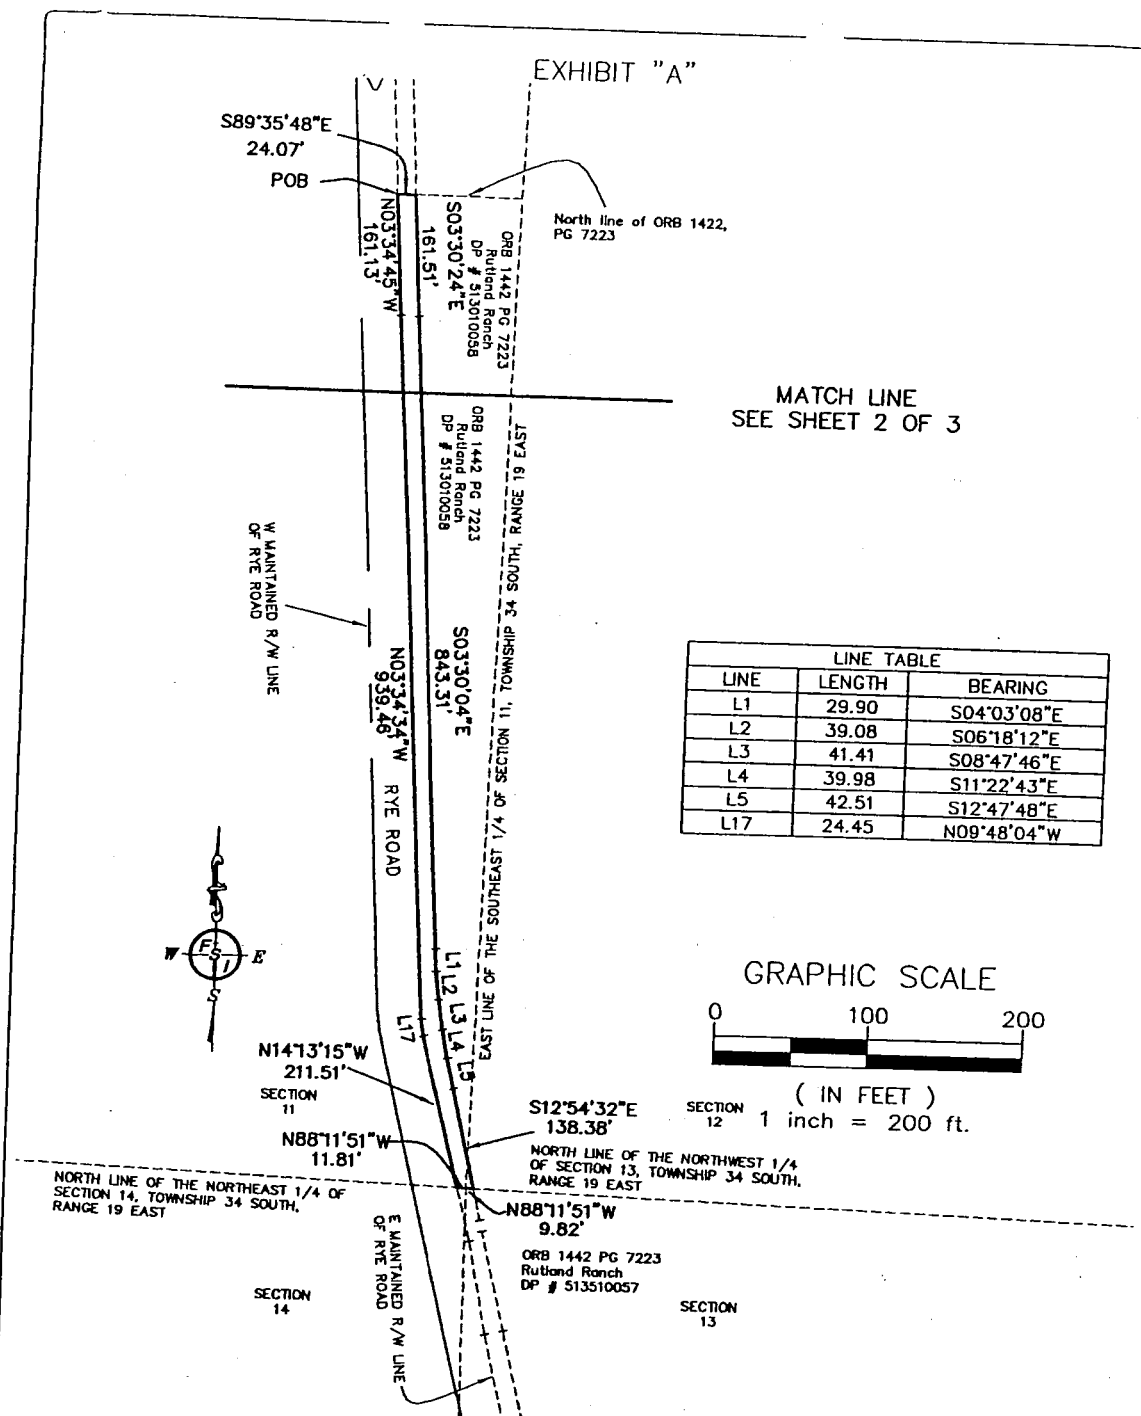 EXHIBIT "A"
S89°35'48"E
24.07'
POB
North line of ORB 1422,
PG 7223
N03°34'45"W
161.13'
S03°30'24"E
161.51'
ORB 1442 PG 7223
Rutland Ranch
DP # 513010058
MATCH LINE
SEE SHEET 2 OF 3
ORB 1442 PG 7223
Rutland Ranch
DP # 513010058
EAST LINE OF THE SOUTHEAST 1/4 OF SECTION 11, TOWNSHIP 34 SOUTH, RANGE 19 EAST
W MAINTAINED R/W LINE
OF RYE ROAD
N03°34'34"W
939.46'
S03°30'04"E
843.31'
RYE ROAD
LINE TABLE
LINE LENGTH BEARING
L1 29.90 S04°03'08"E
L2 39.08 S06°18'12"E
L3 41.41 S08°47'46"E
L4 39.98 S11°22'43"E
L5 42.51 S12°47'48"E
L17 24.45 N09°48'04"W
W F S I E
S
L1
L2
L3
L4
L5
L17
GRAPHIC SCALE
0 100 200
( IN FEET )
1 inch = 200 ft.
N14°13'15"W
211.51'
SECTION
11
N88°11'51"W
11.81'
S12°54'32"E
138.38'
SECTION
12
NORTH LINE OF THE NORTHWEST 1/4
OF SECTION 13, TOWNSHIP 34 SOUTH,
RANGE 19 EAST
NORTH LINE OF THE NORTHEAST 1/4 OF
SECTION 14, TOWNSHIP 34 SOUTH,
RANGE 19 EAST
N88°11'51"W
9.82'
ORB 1442 PG 7223
Rutland Ranch
DP # 513510057
E MAINTAINED R/W LINE
OF RYE ROAD
SECTION
14
SECTION
13